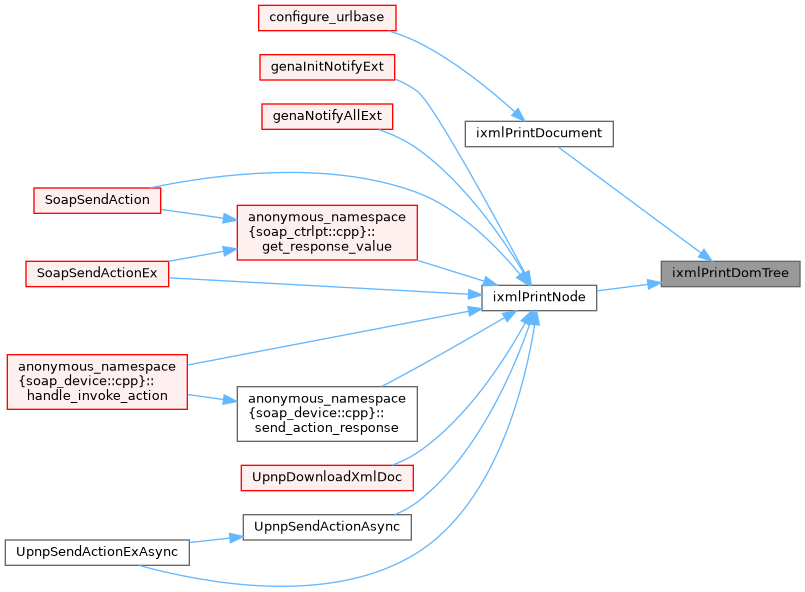 configure_urlbase
genaInitNotifyExt
genaNotifyAllExt
ixmlPrintDocument
SoapSendAction
anonymous_namespace
{soap_ctrlpt::cpp}::
get_response_value
SoapSendActionEx
ixmlPrintDomTree
ixmlPrintNode
anonymous_namespace
{soap_device::cpp}::
handle_invoke_action
anonymous_namespace
{soap_device::cpp}::
send_action_response
UpnpDownloadXmlDoc
UpnpSendActionAsync
UpnpSendActionExAsync